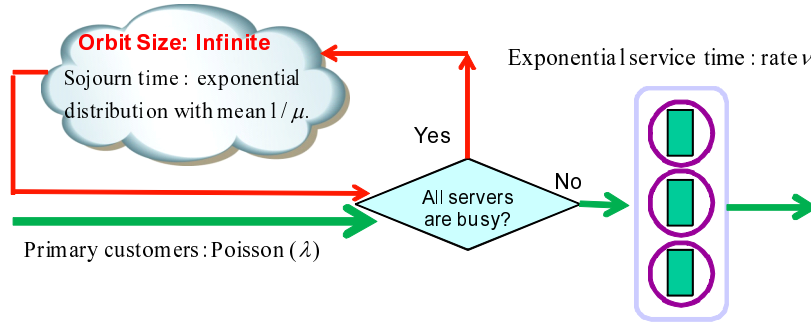 Orbit Size: Infinite
Sojourn time : exponential
distribution with mean 1 / μ.
Exponential service time : rate ν
Yes
No
All servers
are busy?
Primary customers : Poisson (λ)